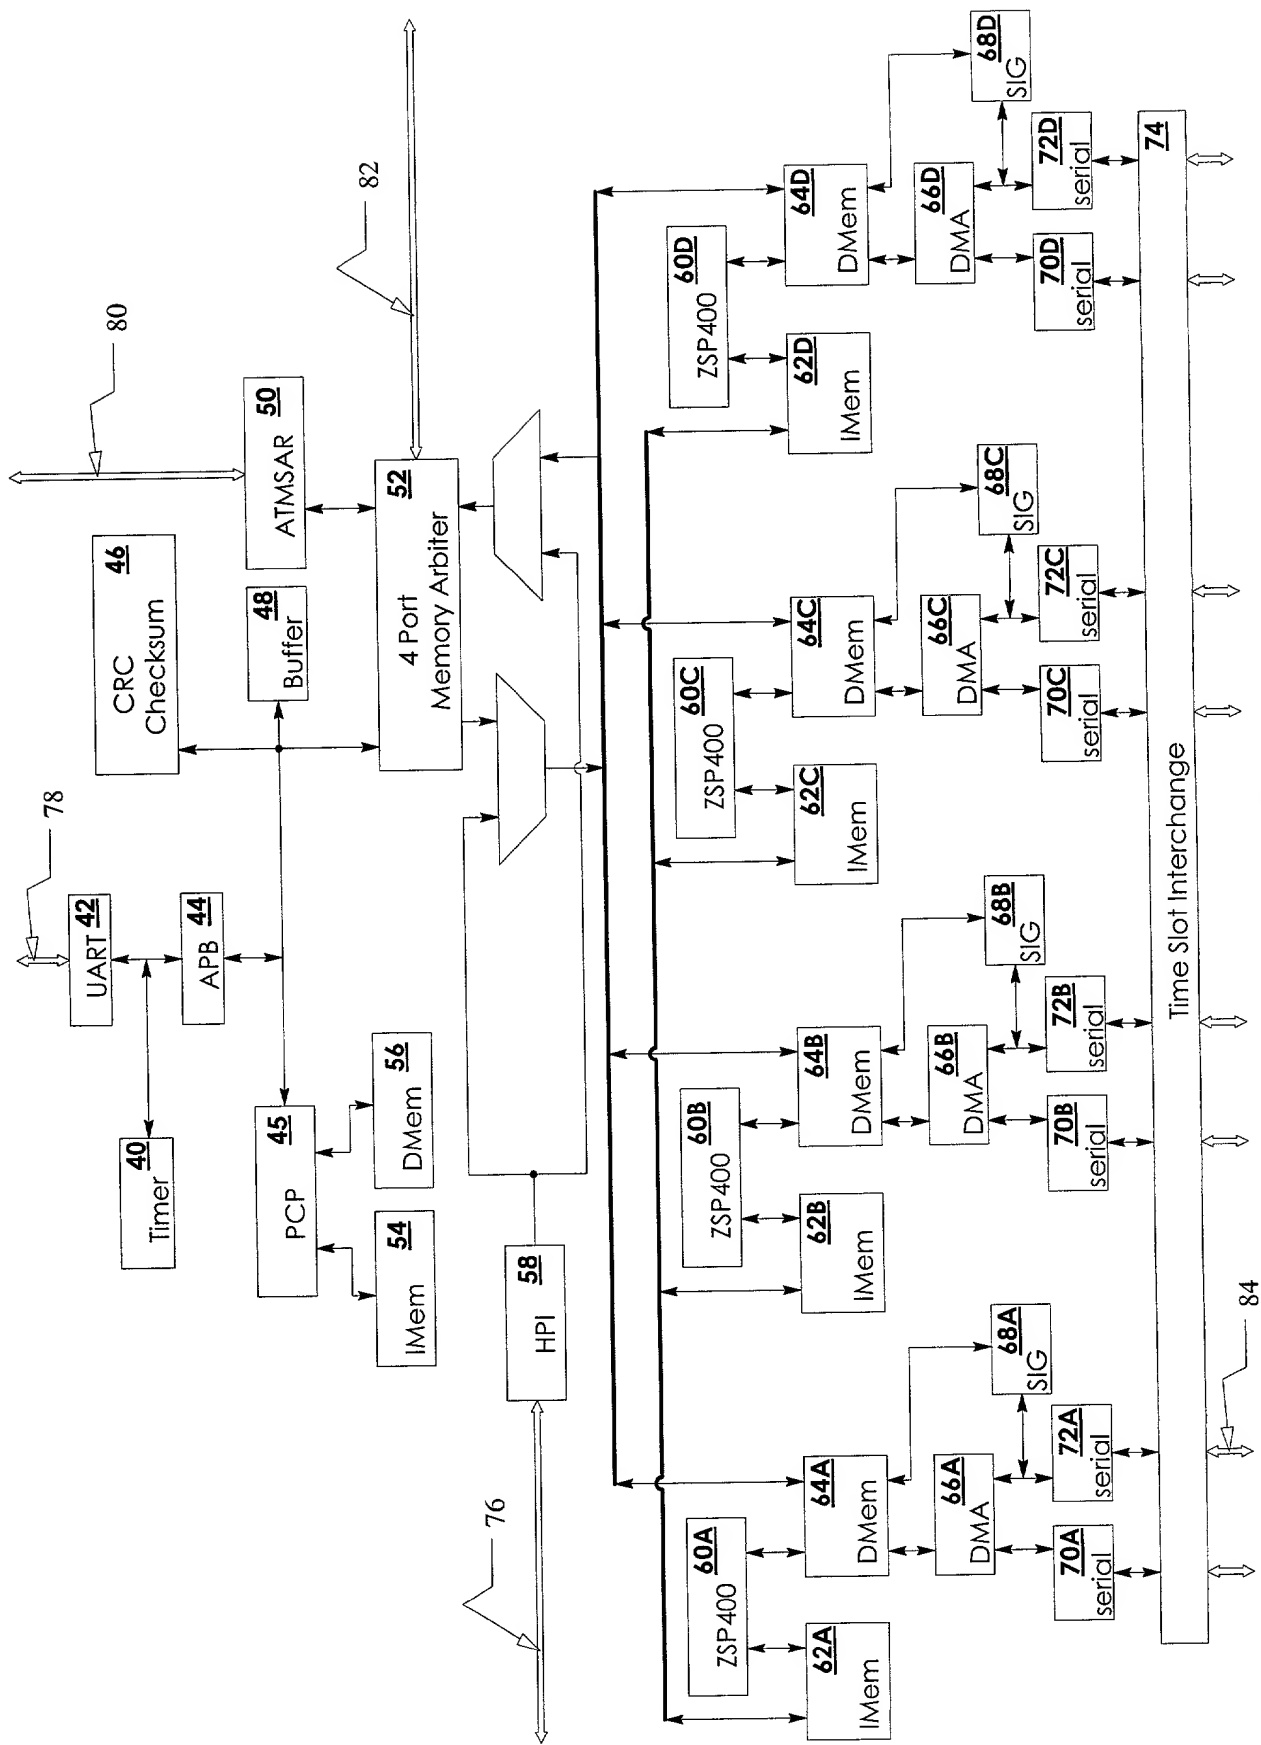 78
80
82
UART 42
Timer 40
APB 44
CRC
Checksum 46
Buffer 48
ATMSAR 50
PCP 45
IMem 54
DMem 56
4 Port
Memory Arbiter 52
76
HPI 58
ZSP400 60A
IMem 62A
DMem 64A
DMA 66A
SIG 68A
serial 70A
serial 72A
ZSP400 60B
IMem 62B
DMem 64B
DMA 66B
SIG 68B
serial 70B
serial 72B
ZSP400 60C
IMem 62C
DMem 64C
DMA 66C
SIG 68C
serial 70C
serial 72C
ZSP400 60D
IMem 62D
DMem 64D
DMA 66D
SIG 68D
serial 70D
serial 72D
Time Slot Interchange 74
84